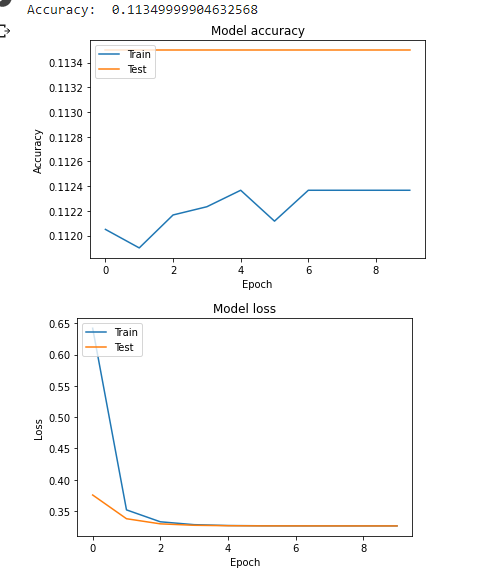 Accuracy: 0.11349999904632568
Model accuracy
Train
Test
0.1134
0.1132
0.1130
0.1128
0.1126
0.1124
0.1122
0.1120
Accuracy
0 2 4 6 8
Epoch
Model loss
Train
Test
0.65
0.60
0.55
0.50
0.45
0.40
0.35
Loss
0 2 4 6 8
Epoch